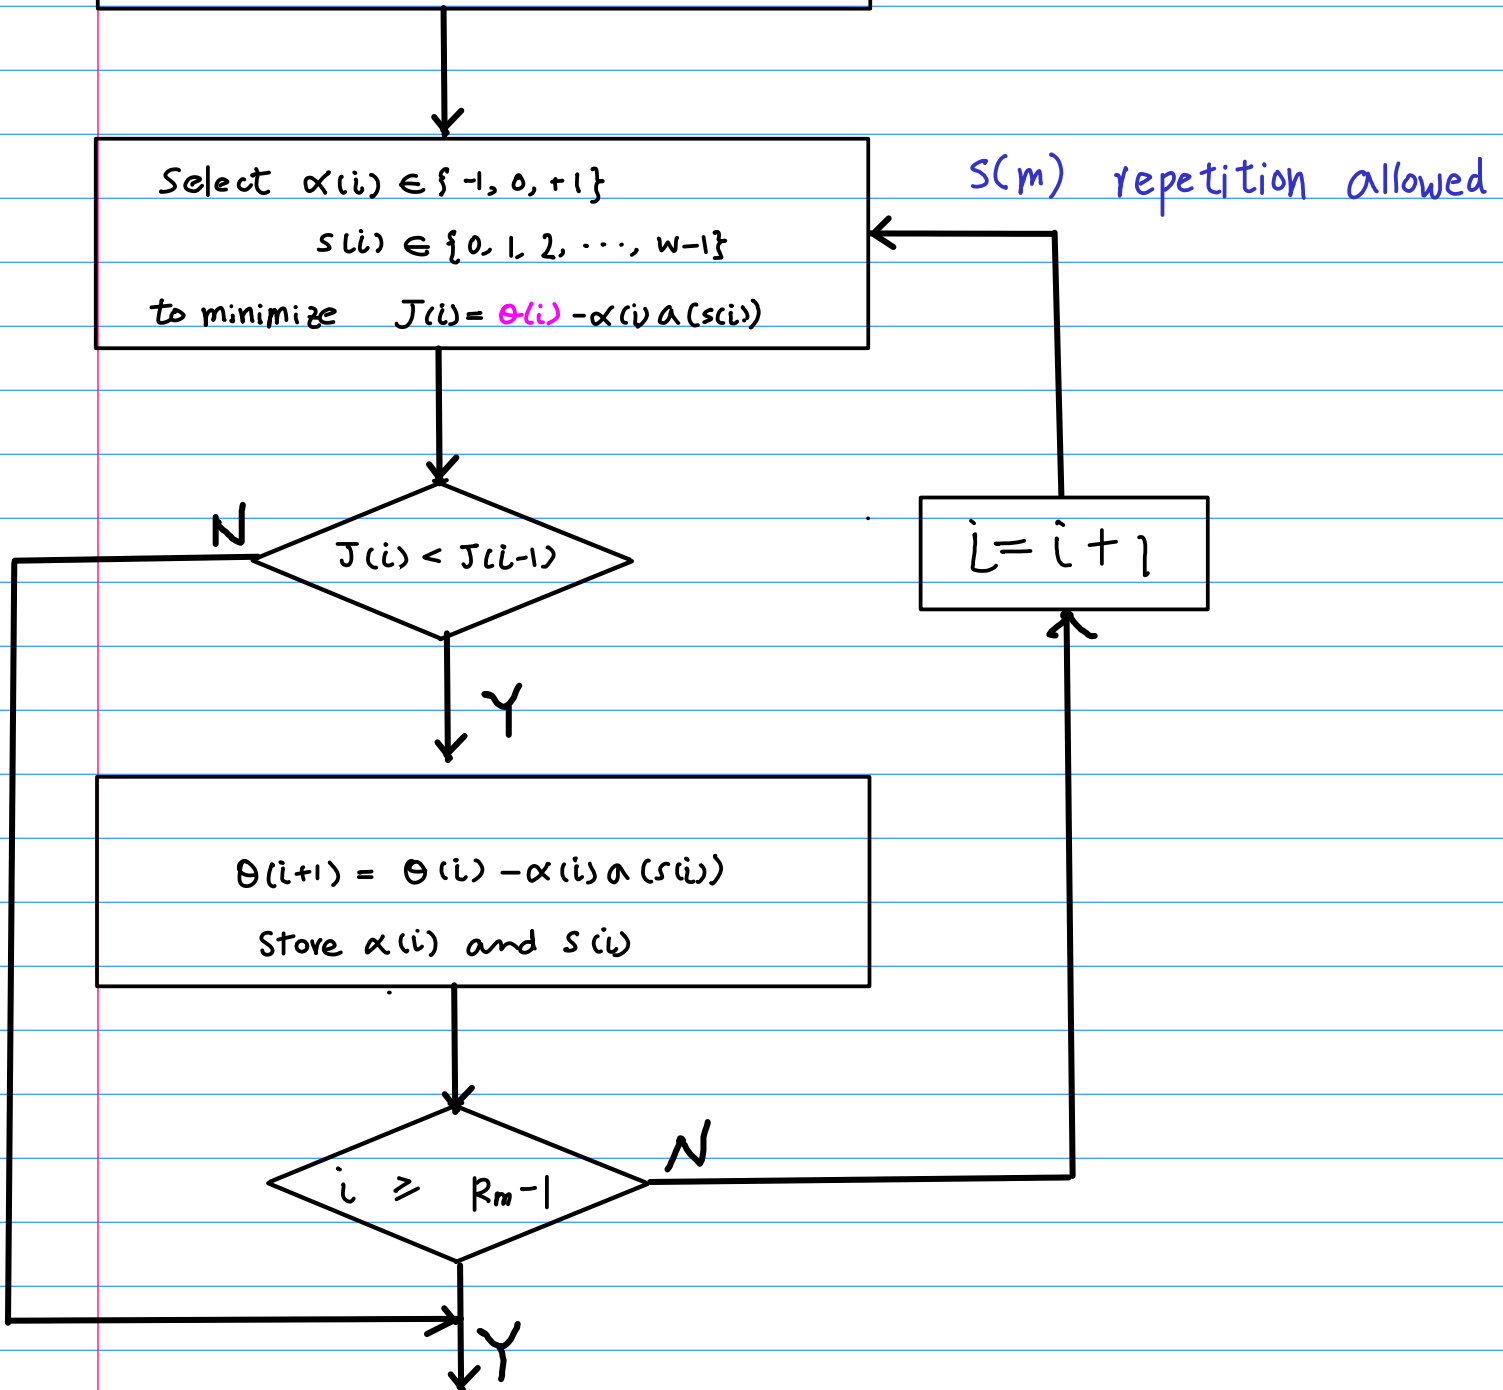 Select α(i) ∈ { -1, 0, +1}
s(i) ∈ {0, 1, 2, ..., W-1}
to minimize J(i) = θ(i) - α(i) a(s(i))
S(m) repetition allowed
N
J(i) < J(i-1)
i = i + 1
Y
θ(i+1) = θ(i) - α(i) a(s(i))
Store α(i) and s(i)
N
i ≥ Rm-1
Y